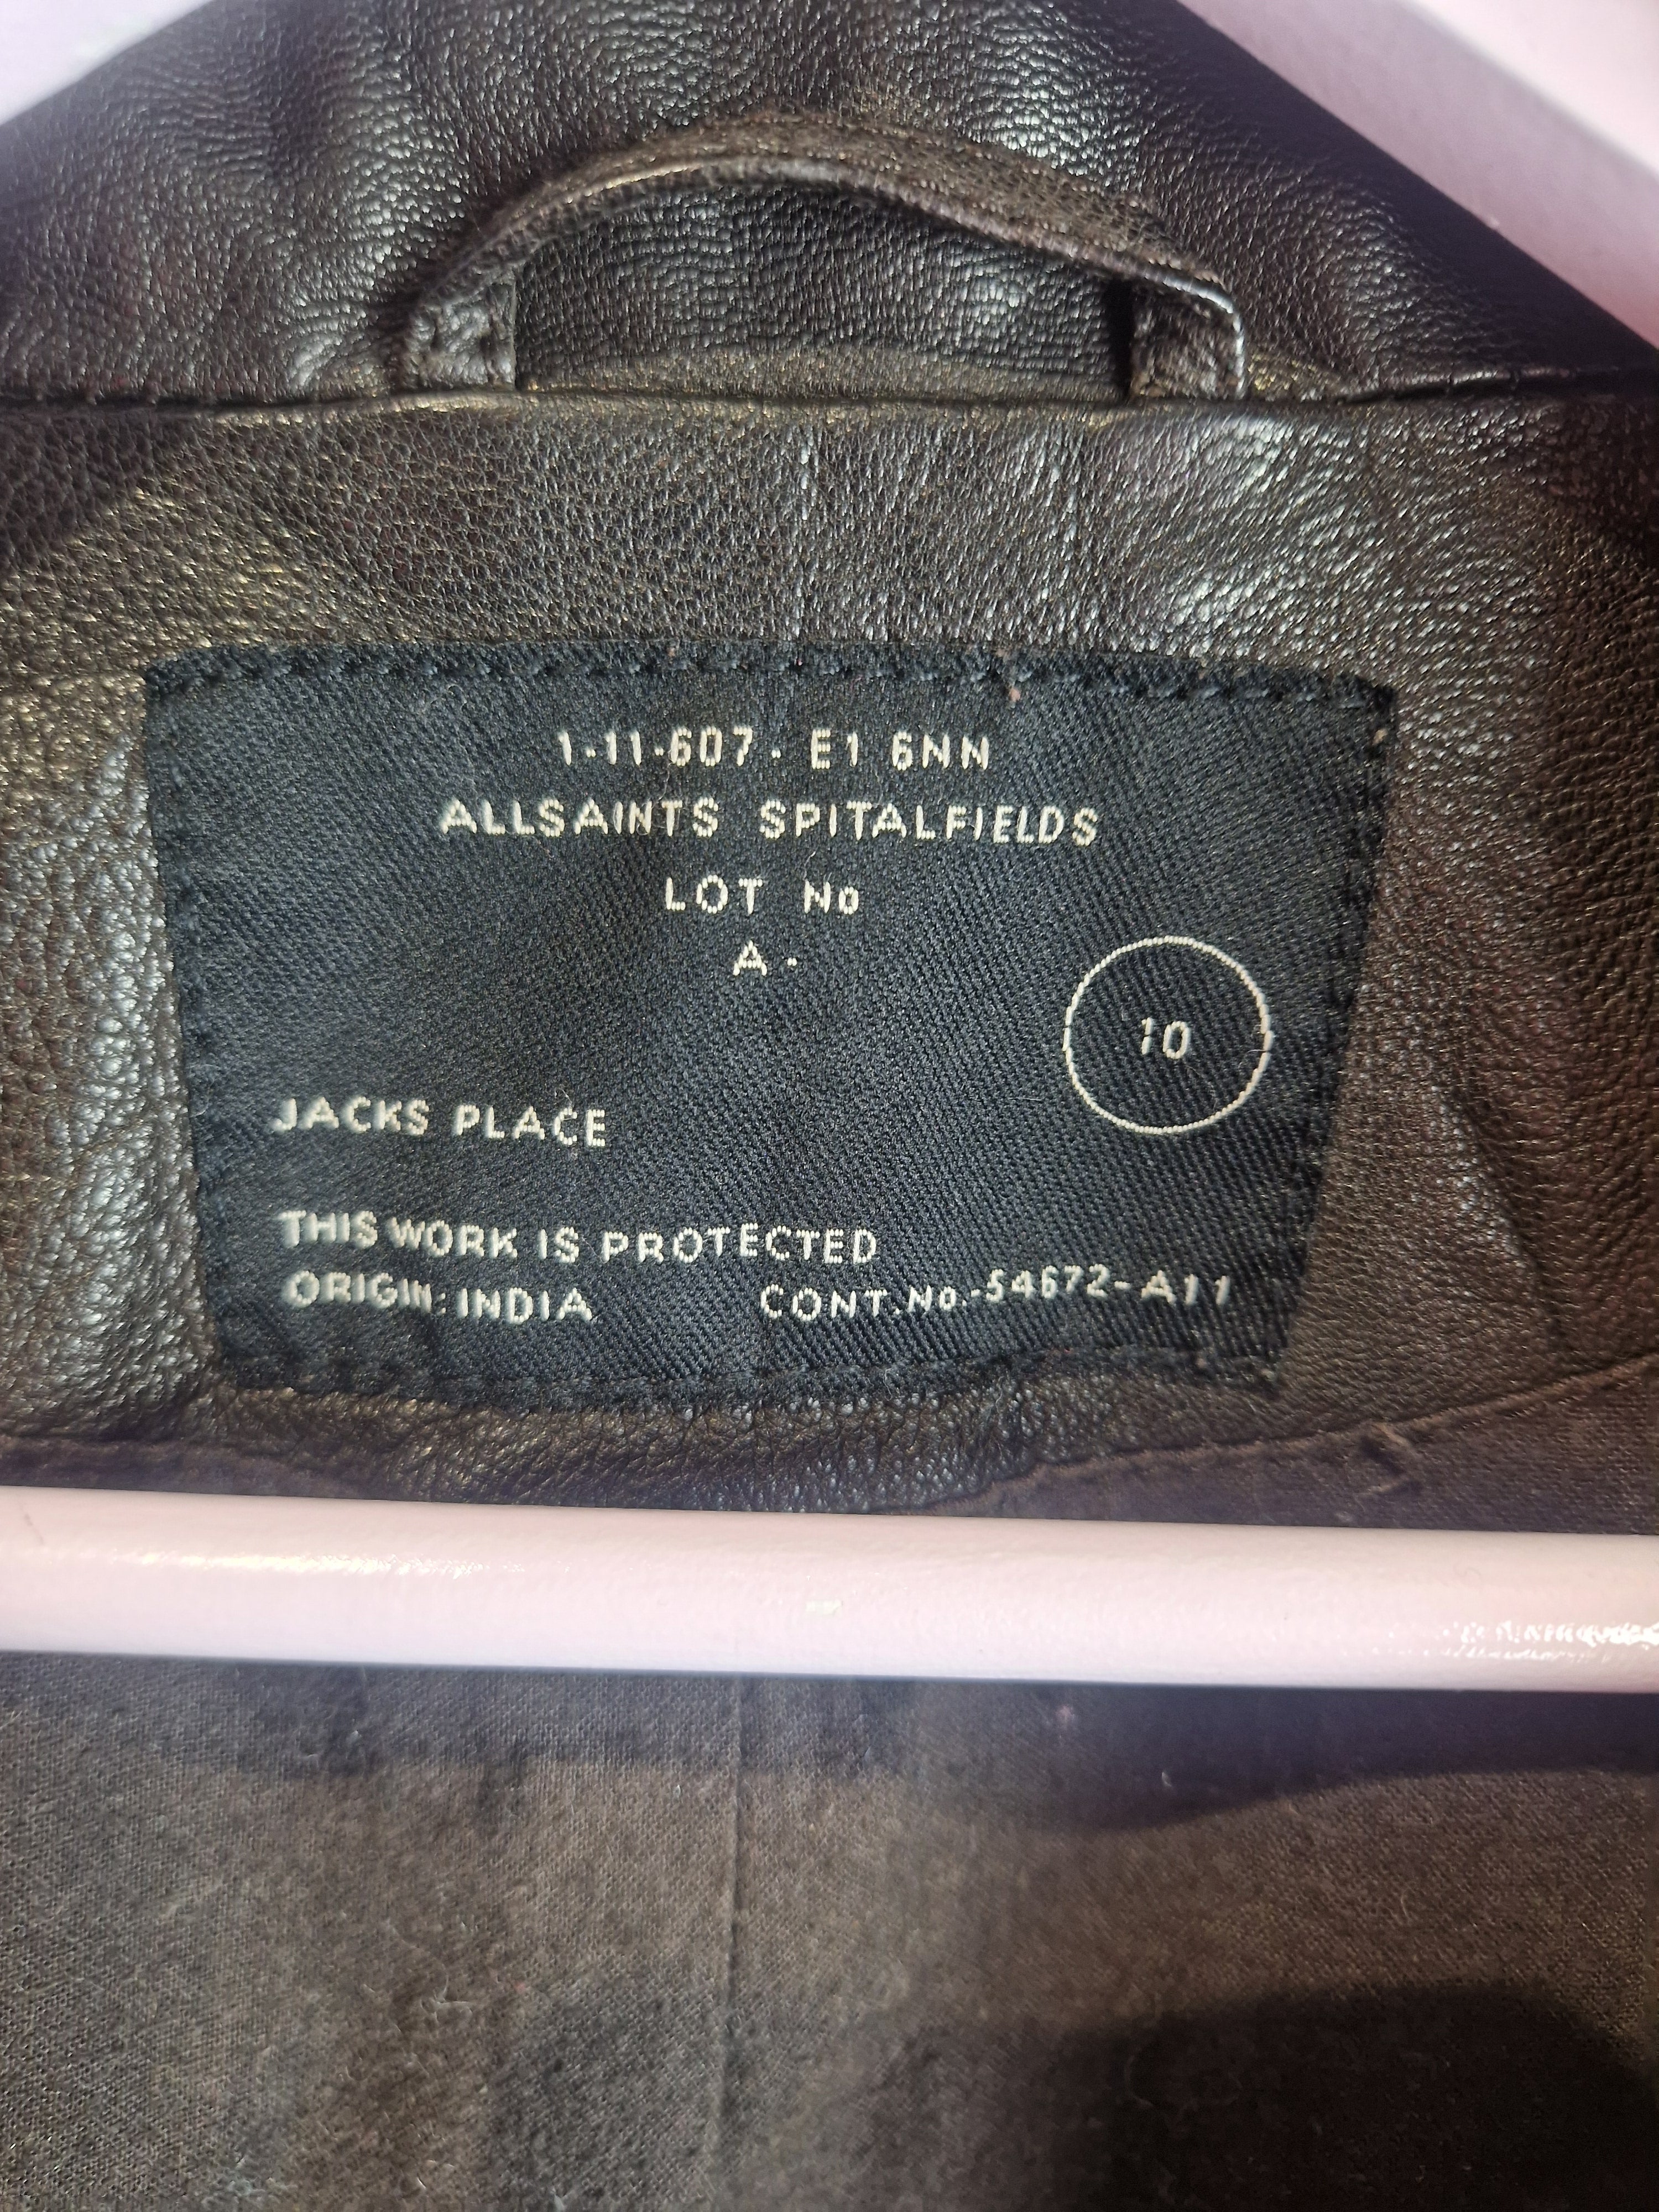 1-11-607 · E1 6NN
ALLSAINTS SPITALFIELDS
LOT No
A ·
10
JACKS PLACE
THIS WORK IS PROTECTED
ORIGIN: INDIA CONT.No.-54672-A11